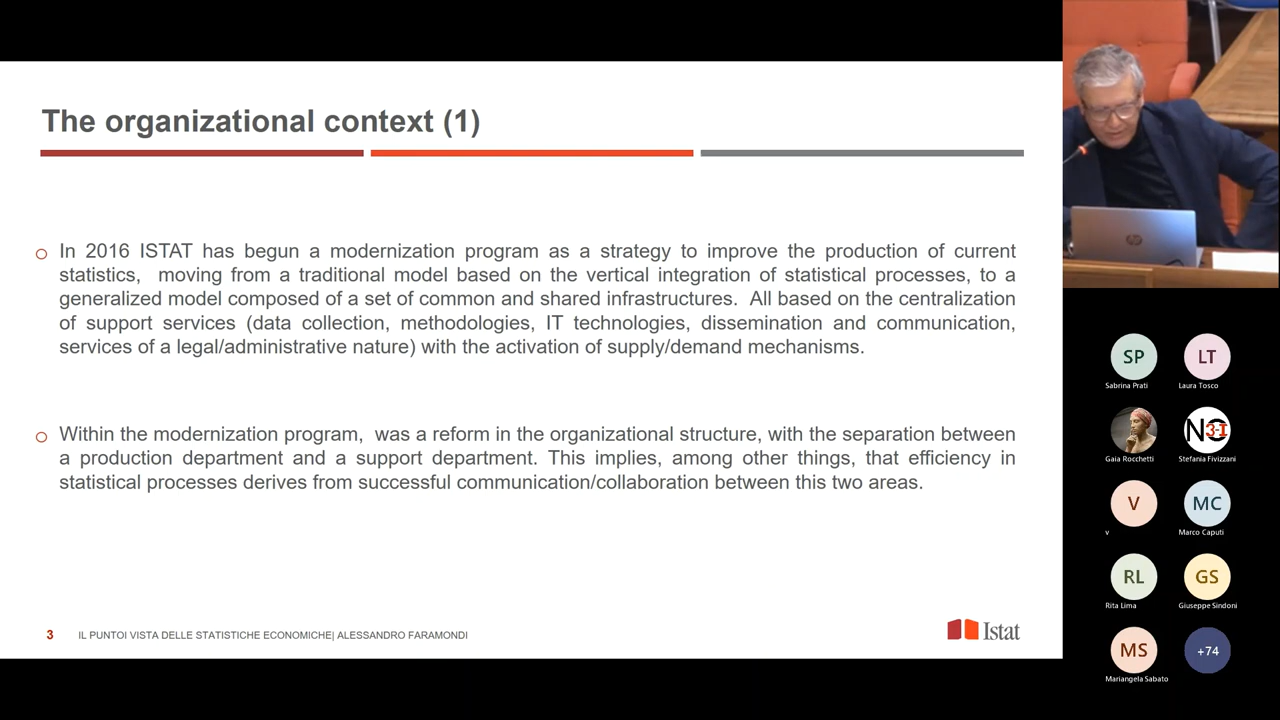 The organizational context (1)
In 2016 ISTAT has begun a modernization program as a strategy to improve the production of current
statistics, moving from a traditional model based on the vertical integration of statistical processes, to a
generalized model composed of a set of common and shared infrastructures. All based on the centralization
of support services (data collection, methodologies, IT technologies, dissemination and communication,
services of a legal/administrative nature) with the activation of supply/demand mechanisms.
Within the modernization program, was a reform in the organizational structure, with the separation between
a production department and a support department. This implies, among other things, that efficiency in
statistical processes derives from successful communication/collaboration between this two areas.
3 IL PUNTOI VISTA DELLE STATISTICHE ECONOMICHE| ALESSANDRO FARAMONDI
Istat
hp
SP LT
Sabrina Prati Laura Tosco
NO 3-I
Gaia Rocchetti Stefania Fivizzani
V MC
v Marco Caputi
RL GS
Rita Lima Giuseppe Sindoni
MS +74
Mariangela Sabato